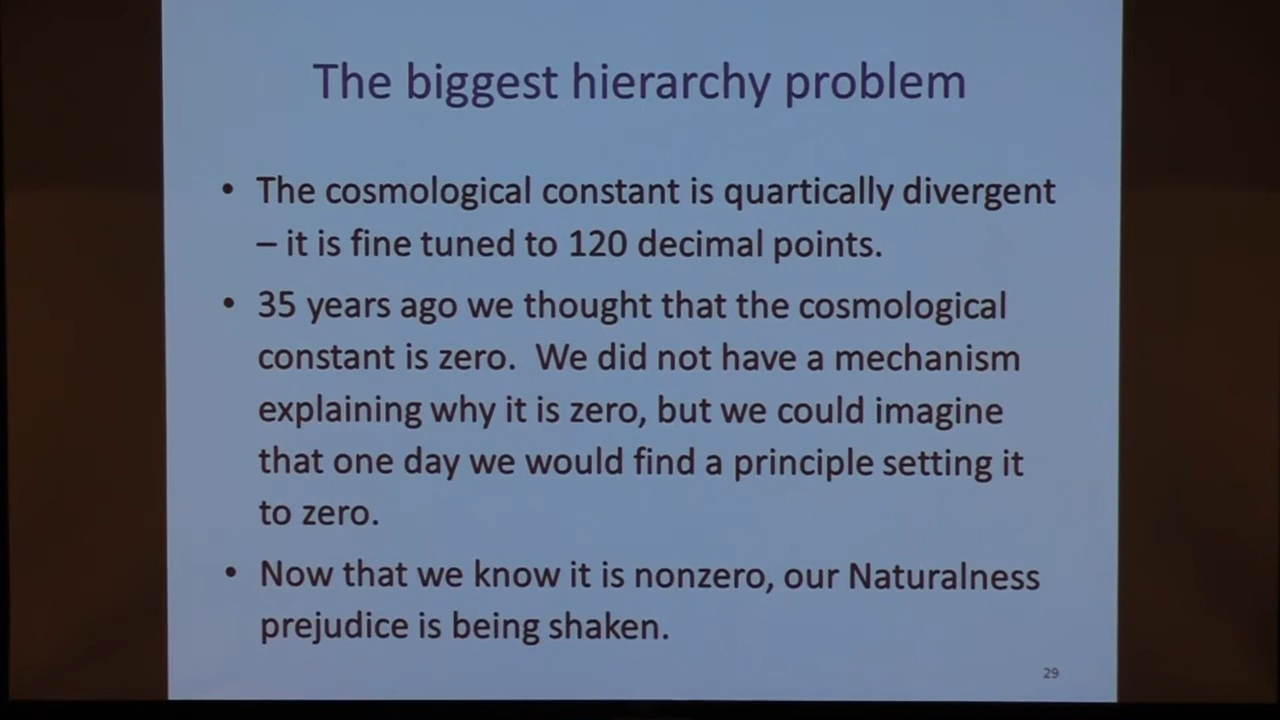 The biggest hierarchy problem
• The cosmological constant is quartically divergent
– it is fine tuned to 120 decimal points.
• 35 years ago we thought that the cosmological
constant is zero. We did not have a mechanism
explaining why it is zero, but we could imagine
that one day we would find a principle setting it
to zero.
• Now that we know it is nonzero, our Naturalness
prejudice is being shaken.
29